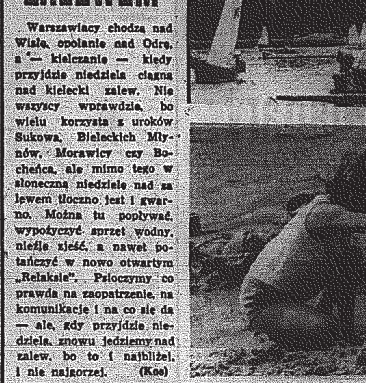 Warszawiacy chodzą nad
Wisłę, opolanie nad Odrę,
a — kielczanie — kiedy
przyjdzie niedziela ciągną
nad kielecki zalew. Nie
wszyscy wprawdzie, bo
wielu korzysta z uroków
Sukowa, Bieleckich Mły-
nów, Morawicy czy Bo-
cheńca, ale mimo tego w
słoneczną niedzielę nad za
lewem tłoczno jest i gwar-
no. Można tu popływać,
wypożyczyć sprzęt wodny,
nieźle zjeść, a nawet po-
tańczyć w nowo otwartym
„Relaksie". Psioczymy co
prawda na zaopatrzenie, na
komunikację i na co się da
— ale, gdy przyjdzie nie-
dziela, znowu jedziemy nad
zalew, bo to i najbliżej,
i nie najgorzej. (Kos)